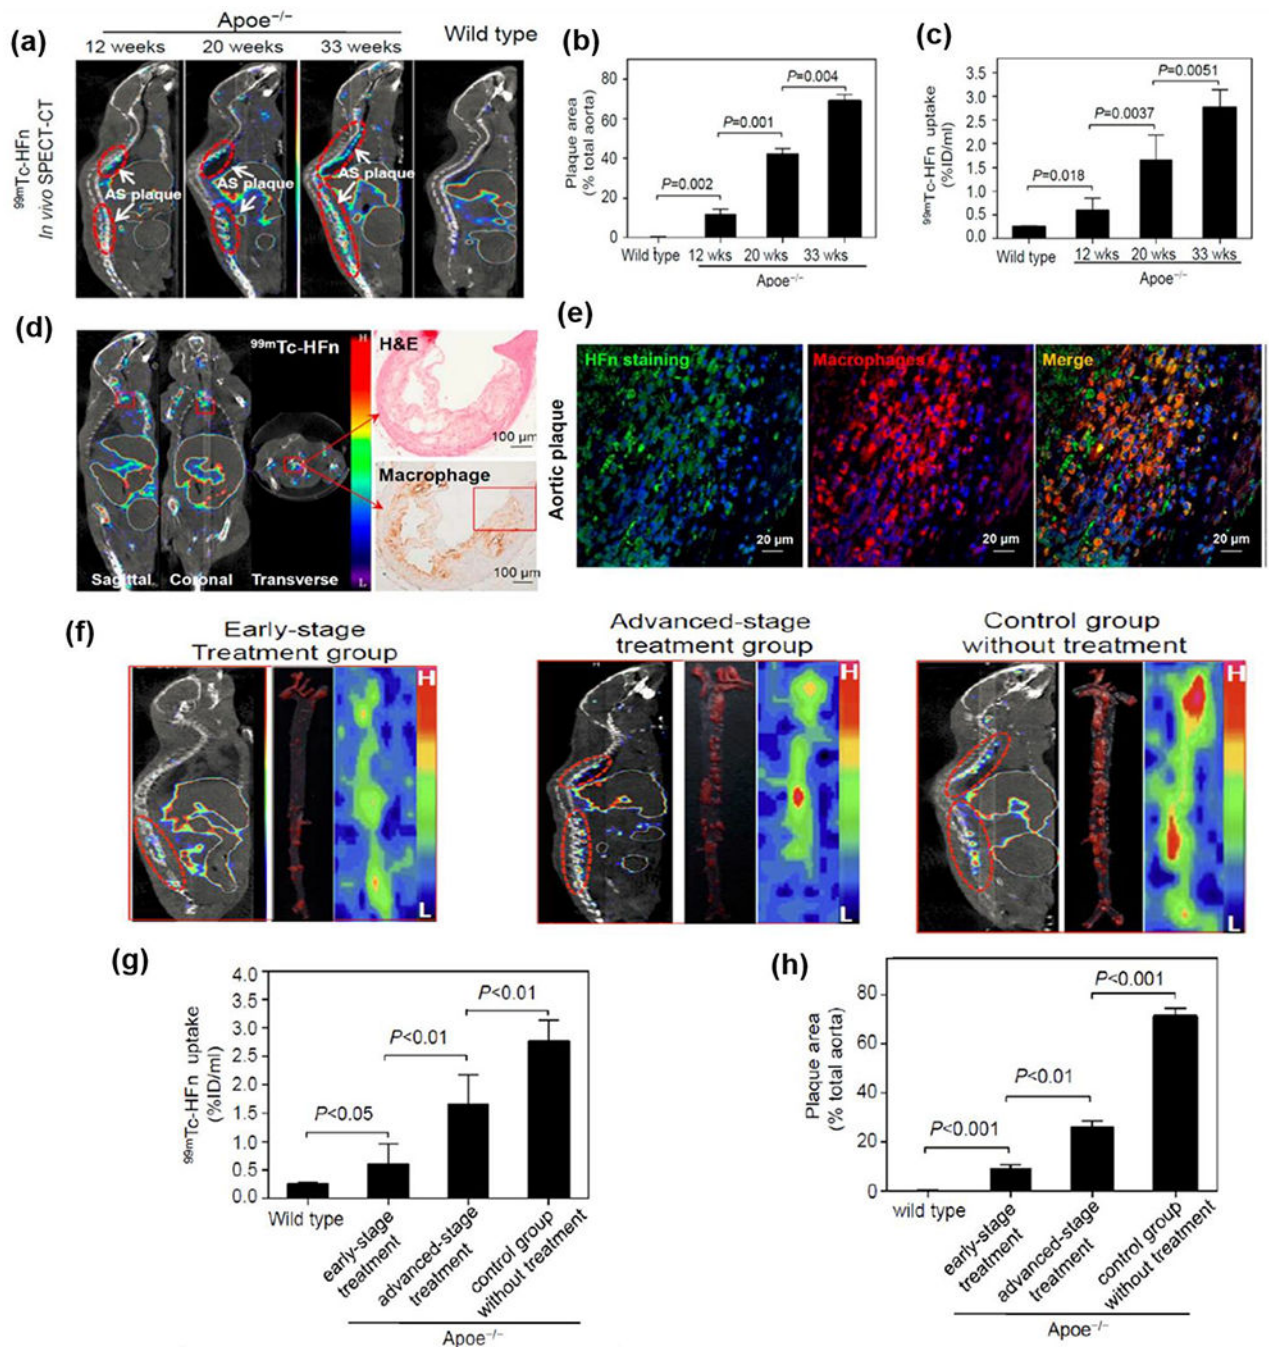 (a)
Apoe⁻/⁻
12 weeks 20 weeks 33 weeks Wild type
⁹⁹ᵐTc-HFn
In vivo SPECT-CT
AS plaque AS plaque AS plaque
(b)
Plaque area
(% total aorta)
80
60
40
20
0
P=0.002
P=0.001
P=0.004
Wild type 12 wks 20 wks 33 wks
Apoe⁻/⁻
(c)
⁹⁹ᵐTc-HFn uptake
(%ID/ml)
3.5
3.0
2.5
2.0
1.5
1.0
0.5
0.0
P=0.018
P=0.0037
P=0.0051
Wild type 12 wks 20 wks 33 wks
Apoe⁻/⁻
(d)
⁹⁹ᵐTc-HFn
H
L
Sagittal Coronal Transverse
H&E
100 µm
Macrophage
100 µm
(e)
Aortic plaque
HFn staining
20 µm
Macrophages
20 µm
Merge
20 µm
(f)
Early-stage
Treatment group
H
L
Advanced-stage
treatment group
H
L
Control group
without treatment
H
L
(g)
⁹⁹ᵐTc-HFn uptake
(%ID/ml)
4.0
3.5
3.0
2.5
2.0
1.5
1.0
0.5
0.0
P<0.05
P<0.01
P<0.01
Wild type
early-stage
treatment
advanced-stage
treatment
control group
without treatment
Apoe⁻/⁻
(h)
Plaque area
(% total aorta)
80
60
40
20
0
P<0.001
P<0.01
P<0.001
wild type
early-stage
treatment
advanced-stage
treatment
control group
without treatment
Apoe⁻/⁻